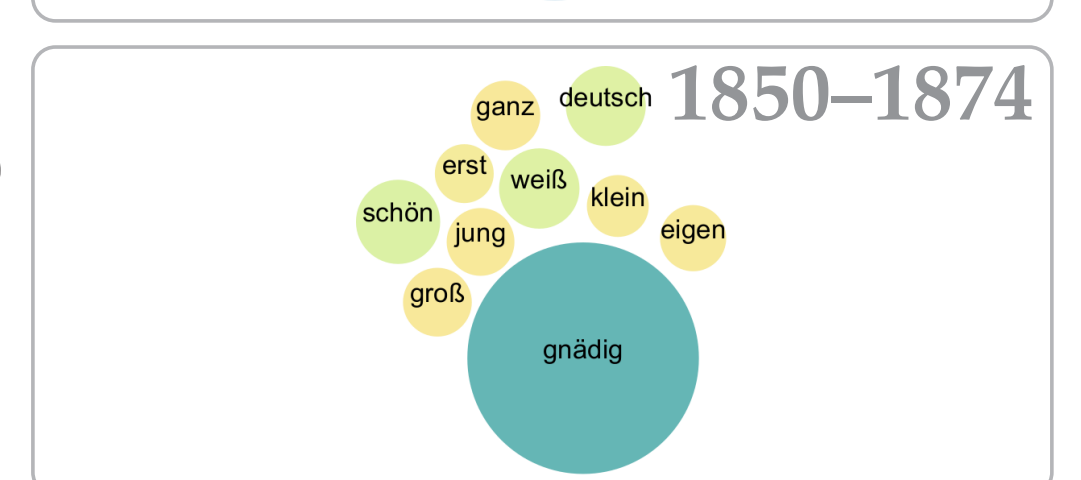 1850–1874
deutsch
ganz
erst
weiß
klein
schön
jung
eigen
groß
gnädig